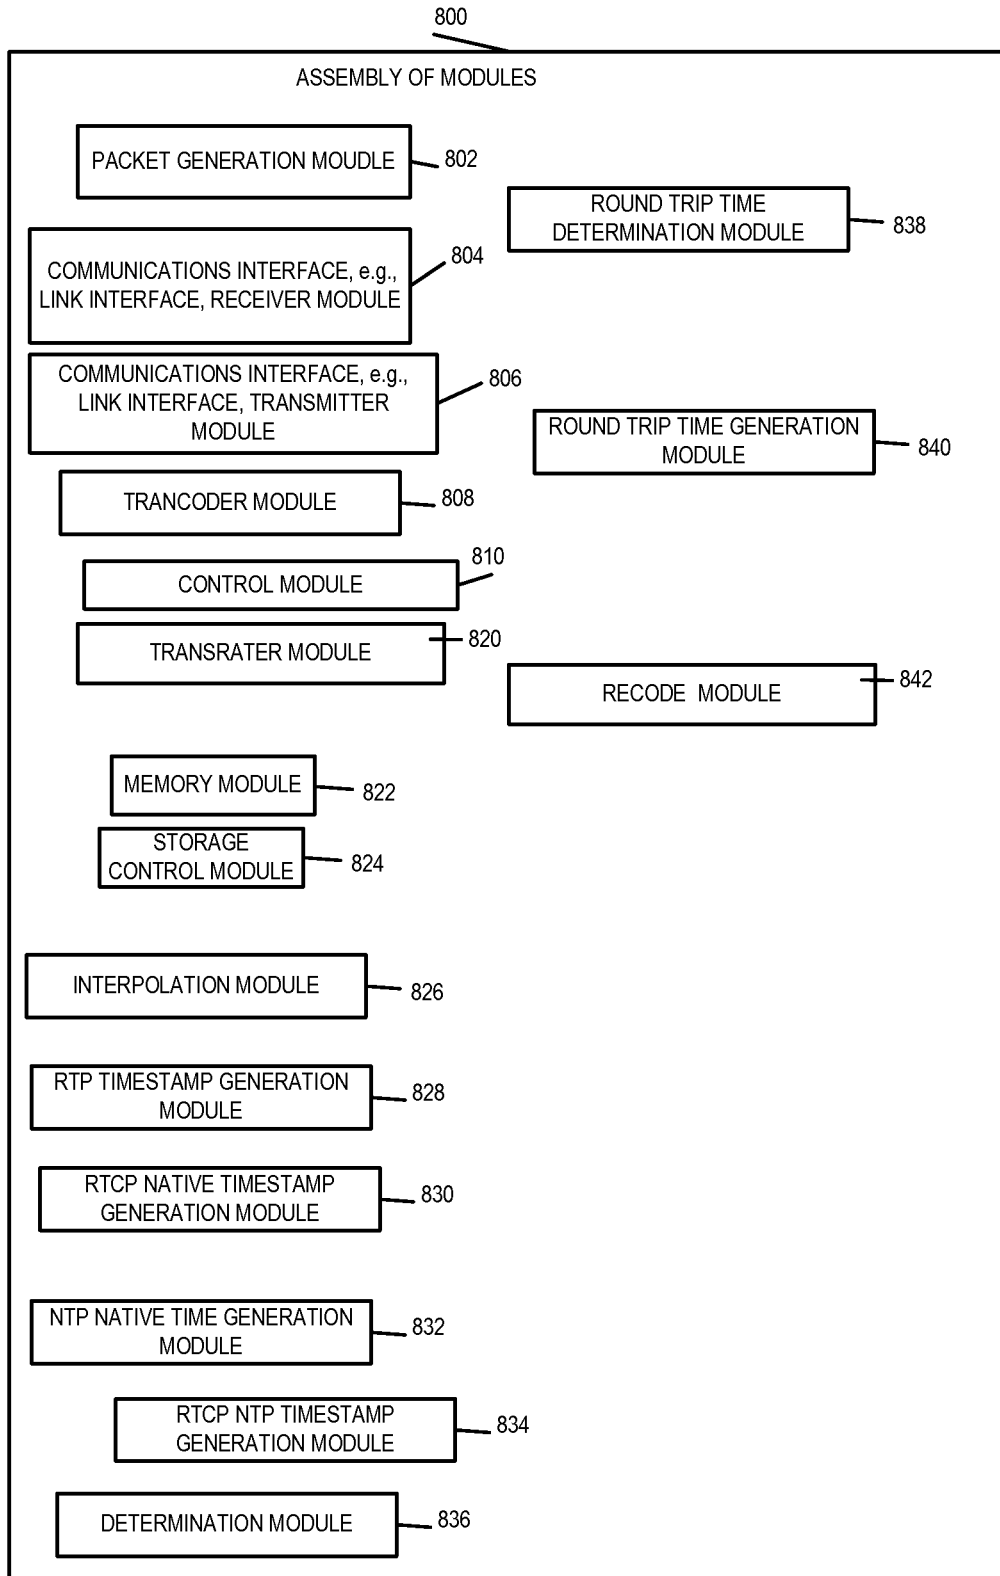 800
ASSEMBLY OF MODULES
PACKET GENERATION MOUDLE
802
ROUND TRIP TIME
DETERMINATION MODULE
838
COMMUNICATIONS INTERFACE, e.g.,
LINK INTERFACE, RECEIVER MODULE
804
COMMUNICATIONS INTERFACE, e.g.,
LINK INTERFACE, TRANSMITTER
MODULE
806
ROUND TRIP TIME GENERATION
MODULE
840
TRANCODER MODULE
808
CONTROL MODULE
810
TRANSRATER MODULE
820
RECODE MODULE
842
MEMORY MODULE
822
STORAGE
CONTROL MODULE
824
INTERPOLATION MODULE
826
RTP TIMESTAMP GENERATION
MODULE
828
RTCP NATIVE TIMESTAMP
GENERATION MODULE
830
NTP NATIVE TIME GENERATION
MODULE
832
RTCP NTP TIMESTAMP
GENERATION MODULE
834
DETERMINATION MODULE
836